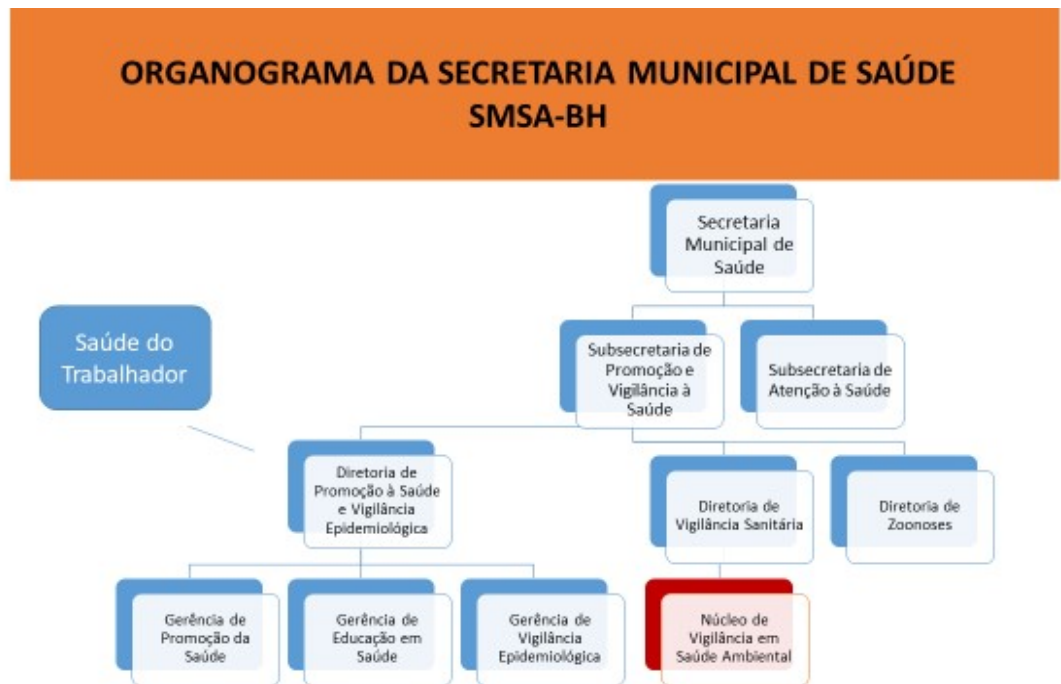 ORGANOGRAMA DA SECRETARIA MUNICIPAL DE SAÚDE
SMSA-BH
Secretaria
Municipal de
Saúde
Saúde do
Trabalhador
Subsecretaria de
Promoção e
Vigilância à
Saúde
Subsecretaria de
Atenção à Saúde
Diretoria de
Promoção à Saúde
e Vigilância
Epidemiológica
Diretoria de
Vigilância Sanitária
Diretoria de
Zoonoses
Gerência de
Promoção da
Saúde
Gerência de
Educação em
Saúde
Gerência de
Vigilância
Epidemiológica
Núcleo de
Vigilância em
Saúde Ambiental